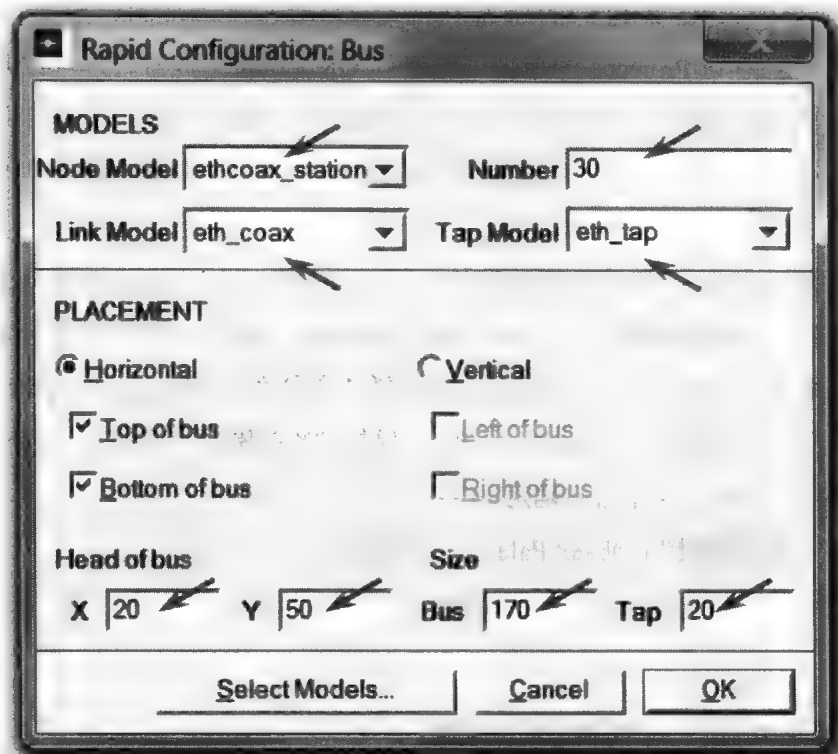 Rapid Configuration: Bus
MODELS
Node Model ethcoax_station Number 30
Link Model eth_coax Tap Model eth_tap
PLACEMENT
Horizontal Vertical
Top of bus Left of bus
Bottom of bus Right of bus
Head of bus Size
X 20 Y 50 Bus 170 Tap 20
Select Models... Cancel OK